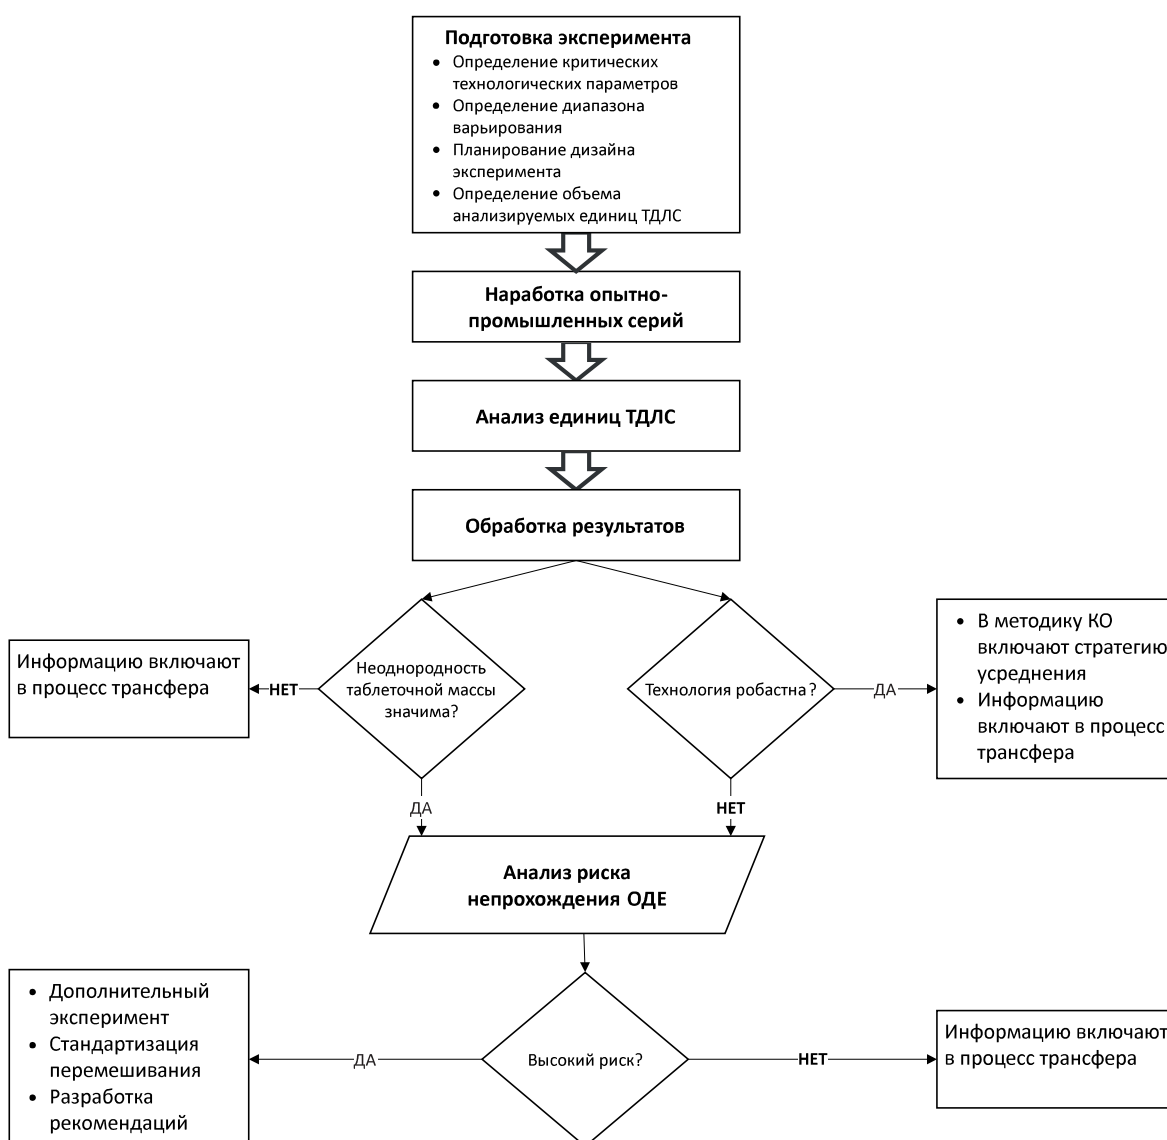 Подготовка эксперимента
• Определение критических
технологических параметров
• Определение диапазона
варьирования
• Планирование дизайна
эксперимента
• Определение объема
анализируемых единиц ТДЛС
Наработка опытно-
промышленных серий
Анализ единиц ТДЛС
Обработка результатов
Информацию включают
в процесс трансфера
НЕТ
Неоднородность
таблеточной массы
значима?
Технология робастна?
ДА
• В методику КО
включают стратегию
усреднения
• Информацию
включают в процесс
трансфера
ДА
НЕТ
Анализ риска
непрохождения ОДЕ
• Дополнительный
эксперимент
• Стандартизация
перемешивания
• Разработка
рекомендаций
ДА
Высокий риск?
НЕТ
Информацию включают
в процесс трансфера